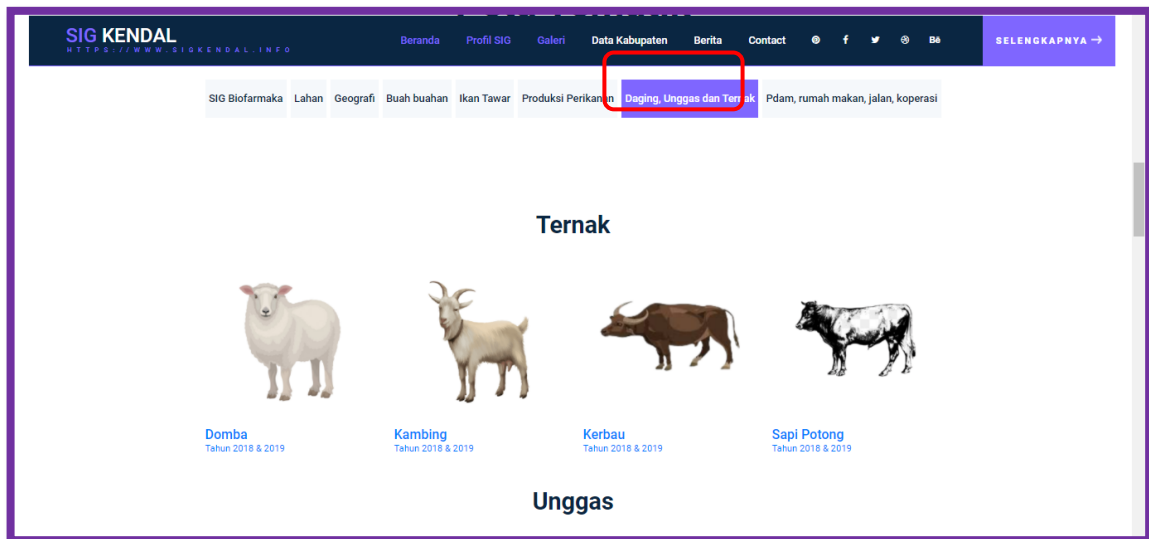 SIG KENDAL
HTTPS://WWW.SIGKENDAL.INFO
Beranda Profil SIG Galeri Data Kabupaten Berita Contact Bē SELENGKAPNYA →
SIG Biofarmaka Lahan Geografi Buah buahan Ikan Tawar Produksi Perikanan Daging, Unggas dan Ternak Pdam, rumah makan, jalan, koperasi
Ternak
Domba Kambing Kerbau Sapi Potong
Tahun 2018 & 2019 Tahun 2018 & 2019 Tahun 2018 & 2019 Tahun 2018 & 2019
Unggas